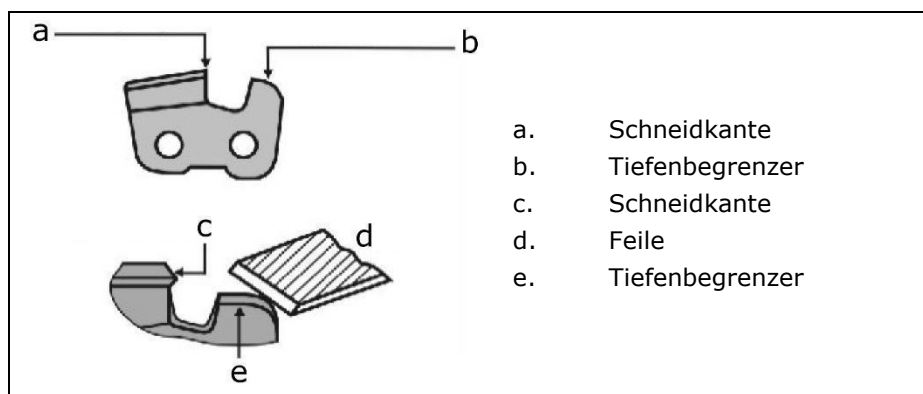 a
b
c
d
e
a. Schneidkante
b. Tiefenbegrenzer
c. Schneidkante
d. Feile
e. Tiefenbegrenzer